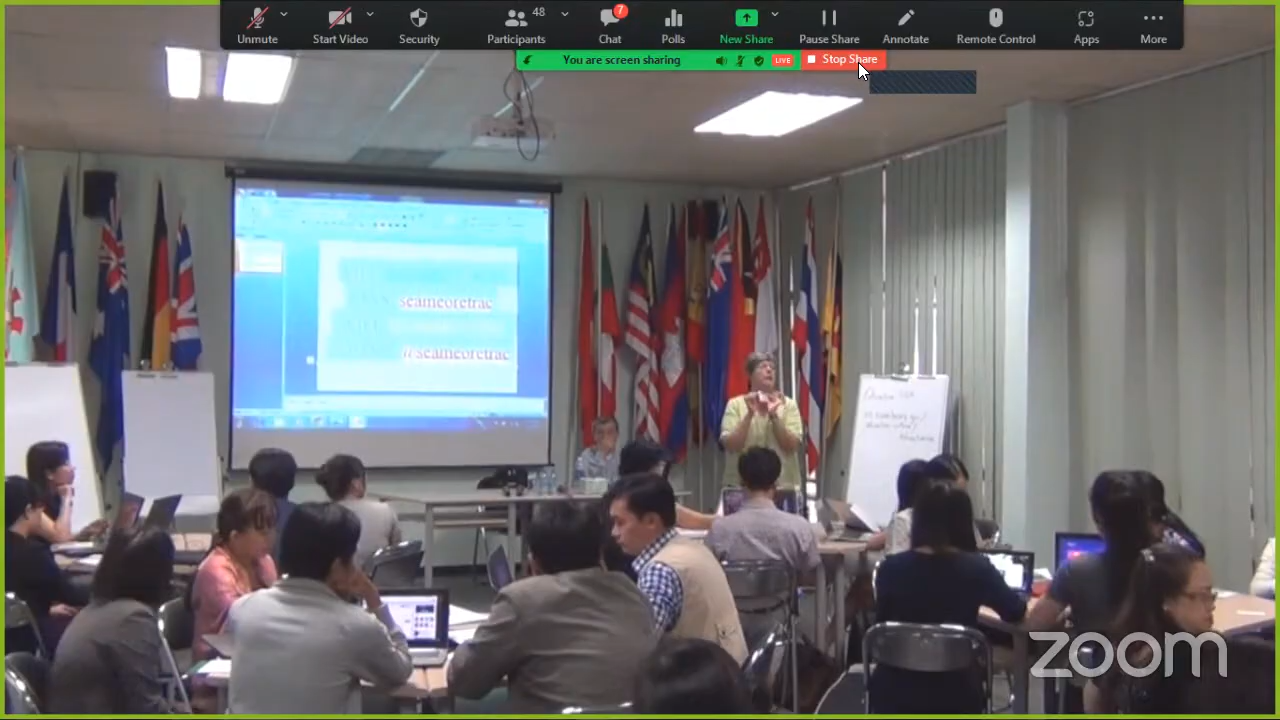 48
7
Unmute
Start Video
Security
Participants
Chat
Polls
New Share
Pause Share
Annotate
Remote Control
Apps
More
You are screen sharing
LIVE
Stop Share
seameoretrac
#seameoretrac
zoom